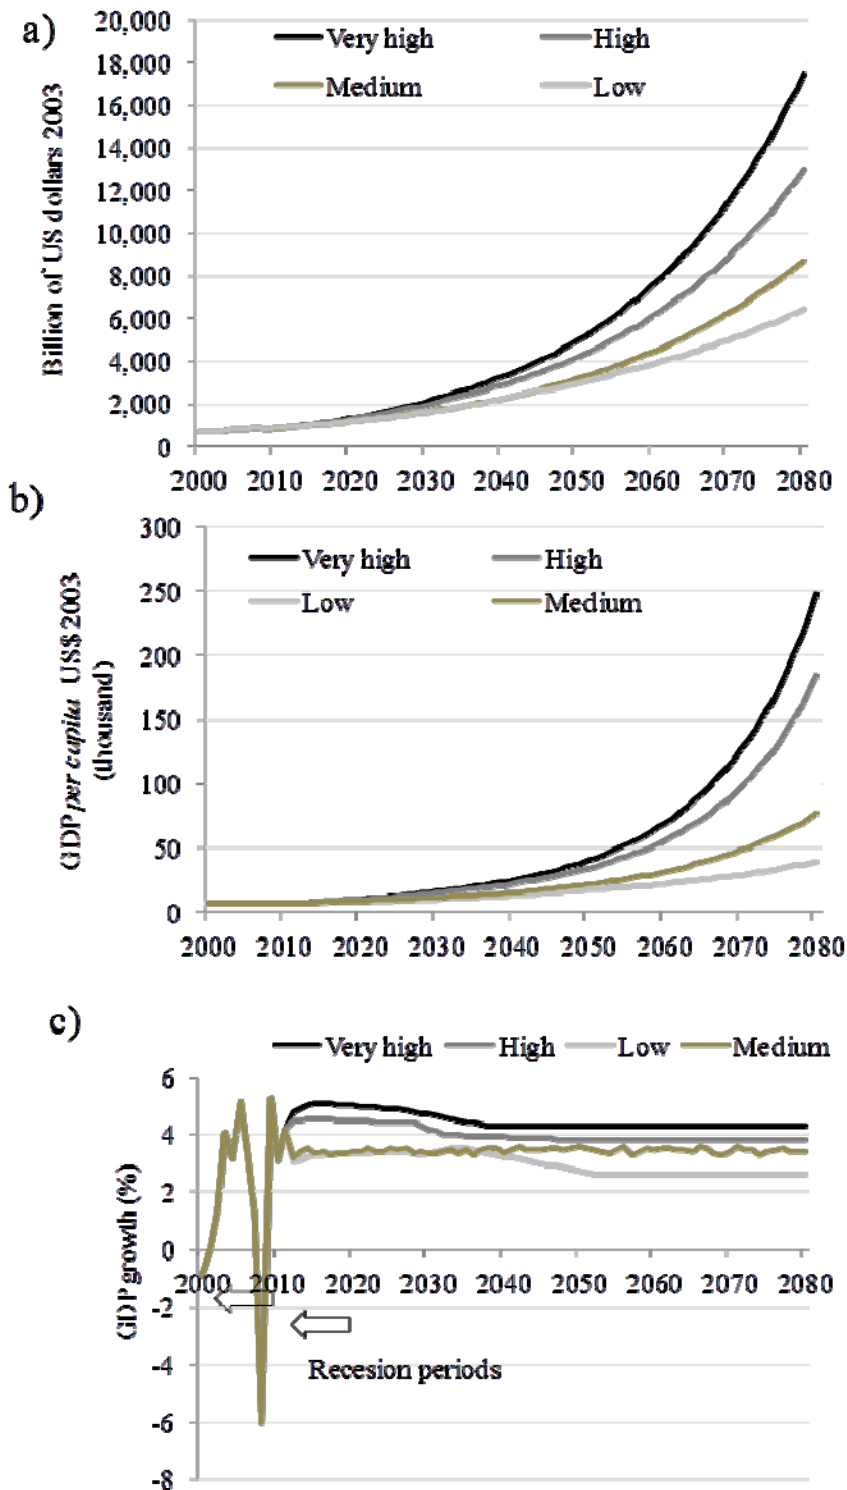 a)
Billion of US dollars 2003
20,000
18,000
16,000
14,000
12,000
10,000
8,000
6,000
4,000
2,000
0
Very high High
Medium Low
2000 2010 2020 2030 2040 2050 2060 2070 2080
b)
GDP per capita US$ 2003
(thousand)
300
250
200
150
100
50
0
Very high High
Low Medium
2000 2010 2020 2030 2040 2050 2060 2070 2080
c)
Very high High Low Medium
GDP growth (%)
6
4
2
0
-2
-4
-6
-8
2000 2010 2020 2030 2040 2050 2060 2070 2080
Recesion periods